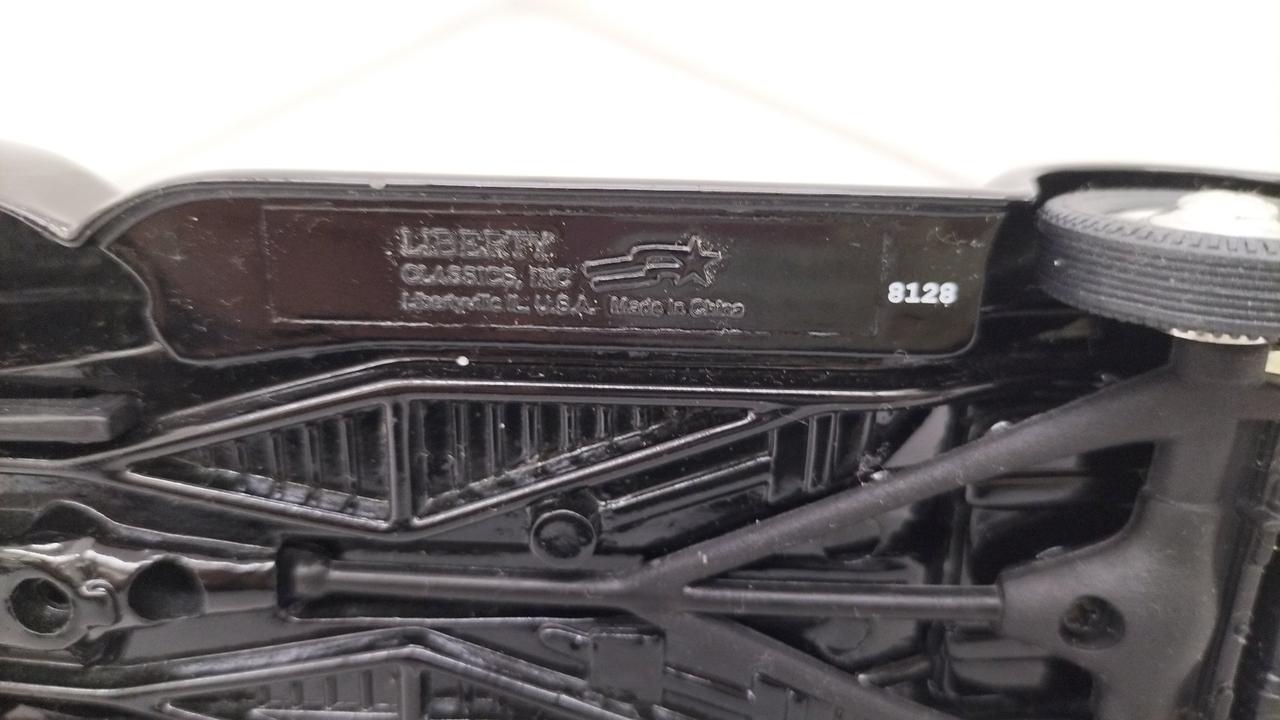 LIBERTY
CLASSICS, INC
Libertyville IL. U.S.A. Made in China
8128